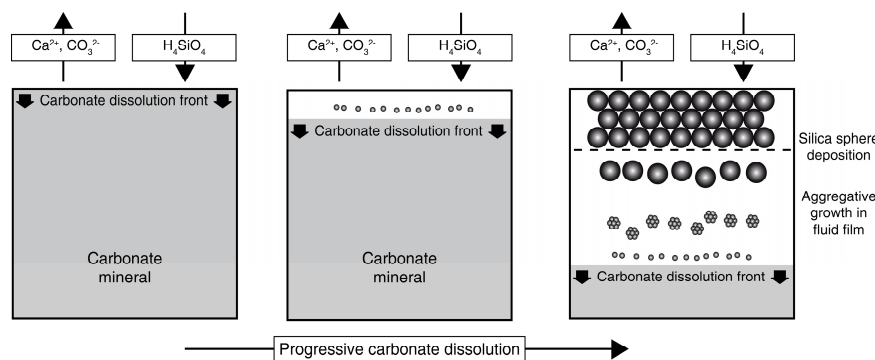 Ca²⁺, CO₃²⁻
H₄SiO₄
Ca²⁺, CO₃²⁻
H₄SiO₄
Ca²⁺, CO₃²⁻
H₄SiO₄
Carbonate dissolution front
Carbonate
mineral
Carbonate dissolution front
Carbonate
mineral
Silica sphere
deposition
Aggregative
growth in
fluid film
Carbonate dissolution front
Progressive carbonate dissolution